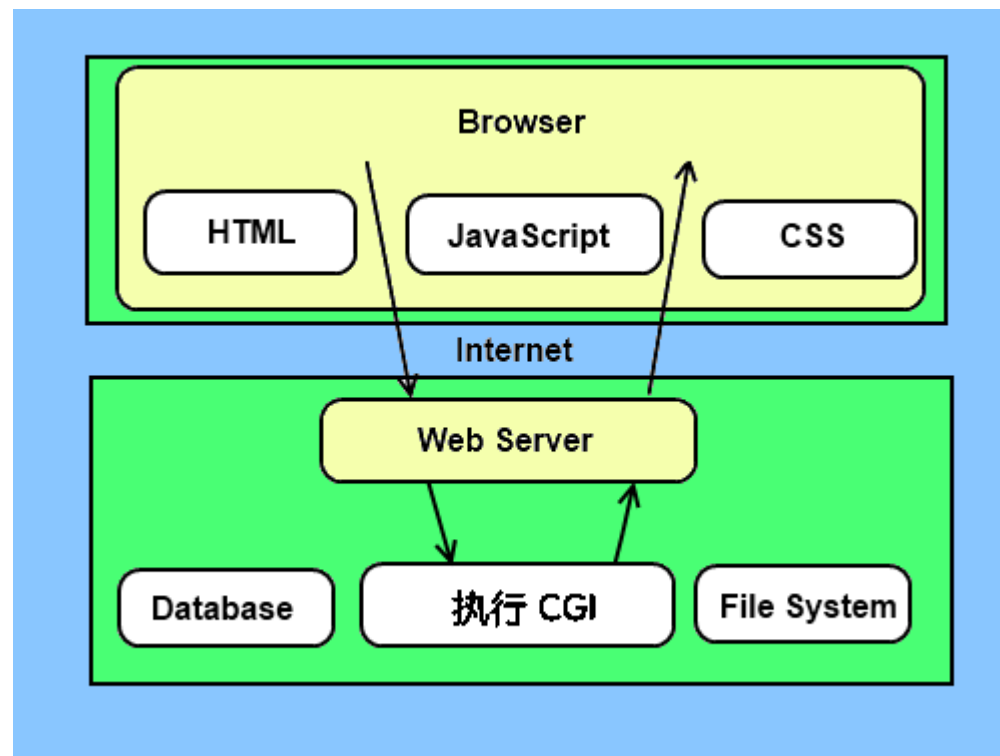 Browser
HTML
JavaScript
CSS
Internet
Web Server
Database
执行 CGI
File System